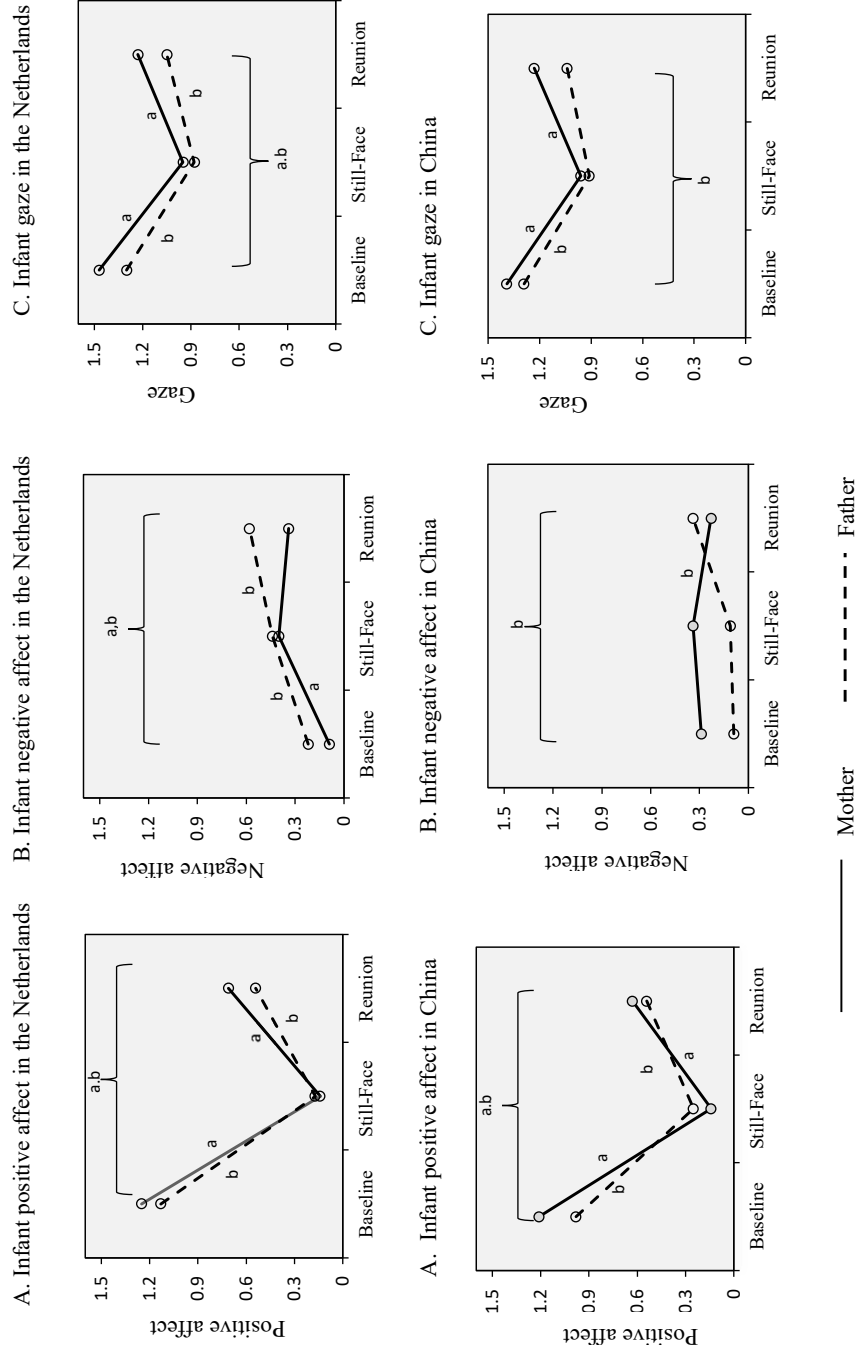 A. Infant positive affect in the Netherlands
Positive affect
1.5
1.2
0.9
0.6
0.3
0
a.b
a
b
a
b
Baseline Still-Face Reunion
B. Infant negative affect in the Netherlands
Negative affect
1.5
1.2
0.9
0.6
0.3
0
a,b
b
b
a
Baseline Still-Face Reunion
C. Infant gaze in the Netherlands
Gaze
1.5
1.2
0.9
0.6
0.3
0
a
b
a
b
a.b
Baseline Still-Face Reunion
A. Infant positive affect in China
Positive affect
1.5
1.2
0.9
0.6
0.3
0
a.b
a
b
b
a
Baseline Still-Face Reunion
B. Infant negative affect in China
Negative affect
1.5
1.2
0.9
0.6
0.3
0
b
b
Baseline Still-Face Reunion
C. Infant gaze in China
Gaze
1.5
1.2
0.9
0.6
0.3
0
a
b
a
b
Baseline Still-Face Reunion
Mother Father